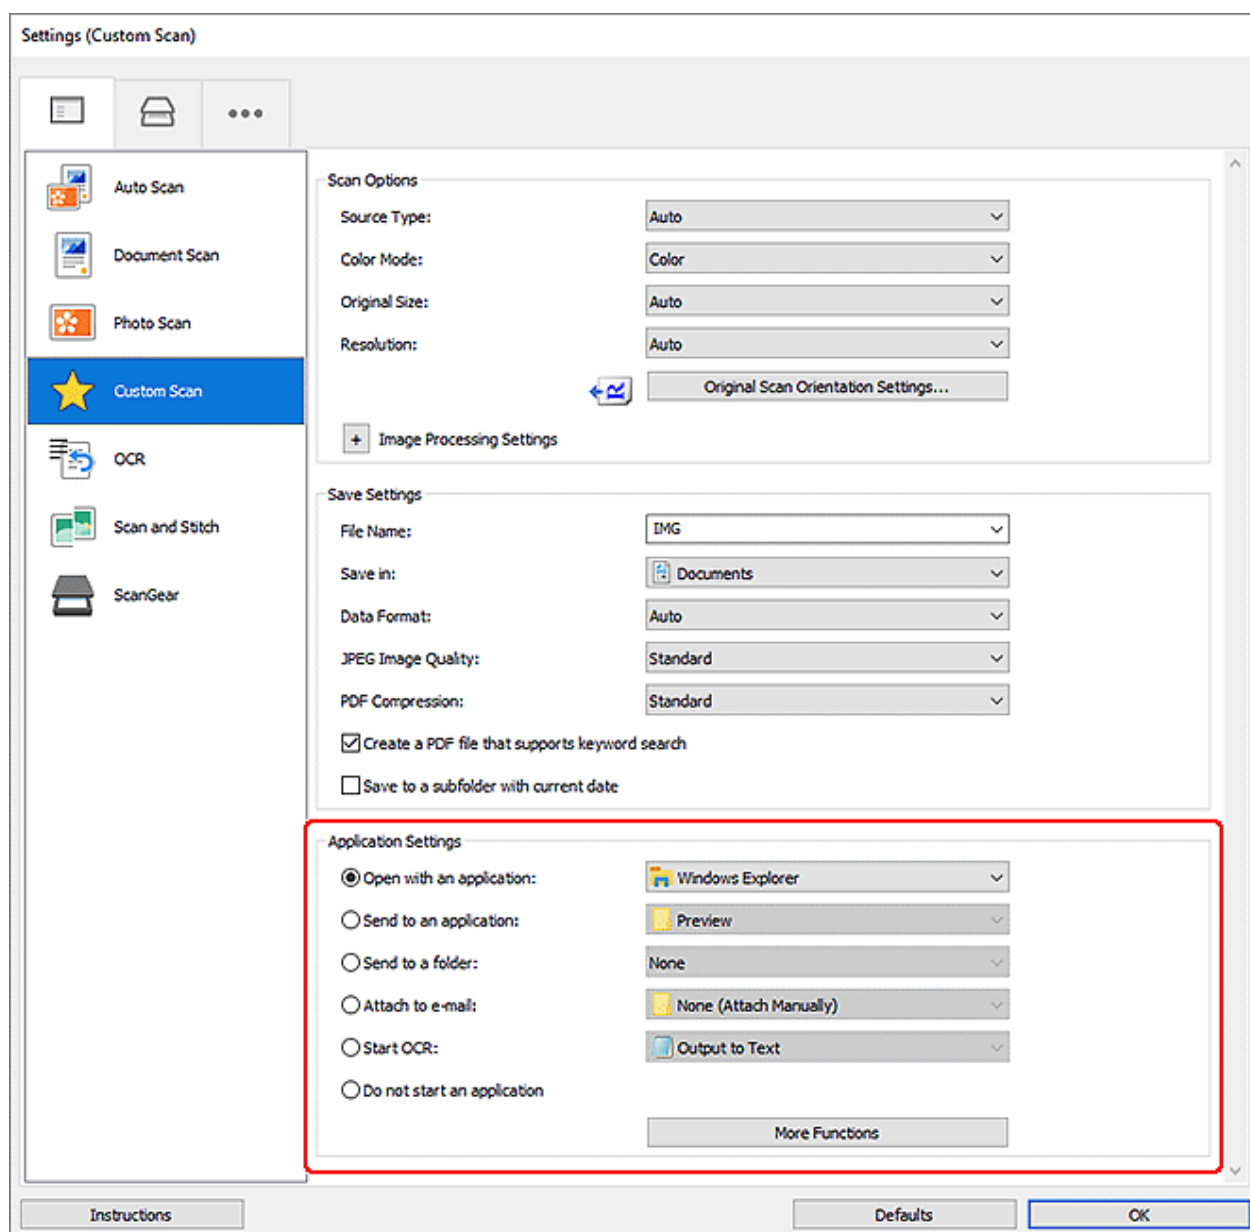 Settings (Custom Scan)
Auto Scan
Document Scan
Photo Scan
Custom Scan
OCR
Scan and Stitch
ScanGear
Scan Options
Source Type: Auto
Color Mode: Color
Original Size: Auto
Resolution: Auto
R Original Scan Orientation Settings...
+ Image Processing Settings
Save Settings
File Name: IMG
Save in: Documents
Data Format: Auto
JPEG Image Quality: Standard
PDF Compression: Standard
Create a PDF file that supports keyword search
Save to a subfolder with current date
Application Settings
Open with an application: Windows Explorer
Send to an application: Preview
Send to a folder: None
Attach to e-mail: None (Attach Manually)
Start OCR: Output to Text
Do not start an application
More Functions
Instructions Defaults OK